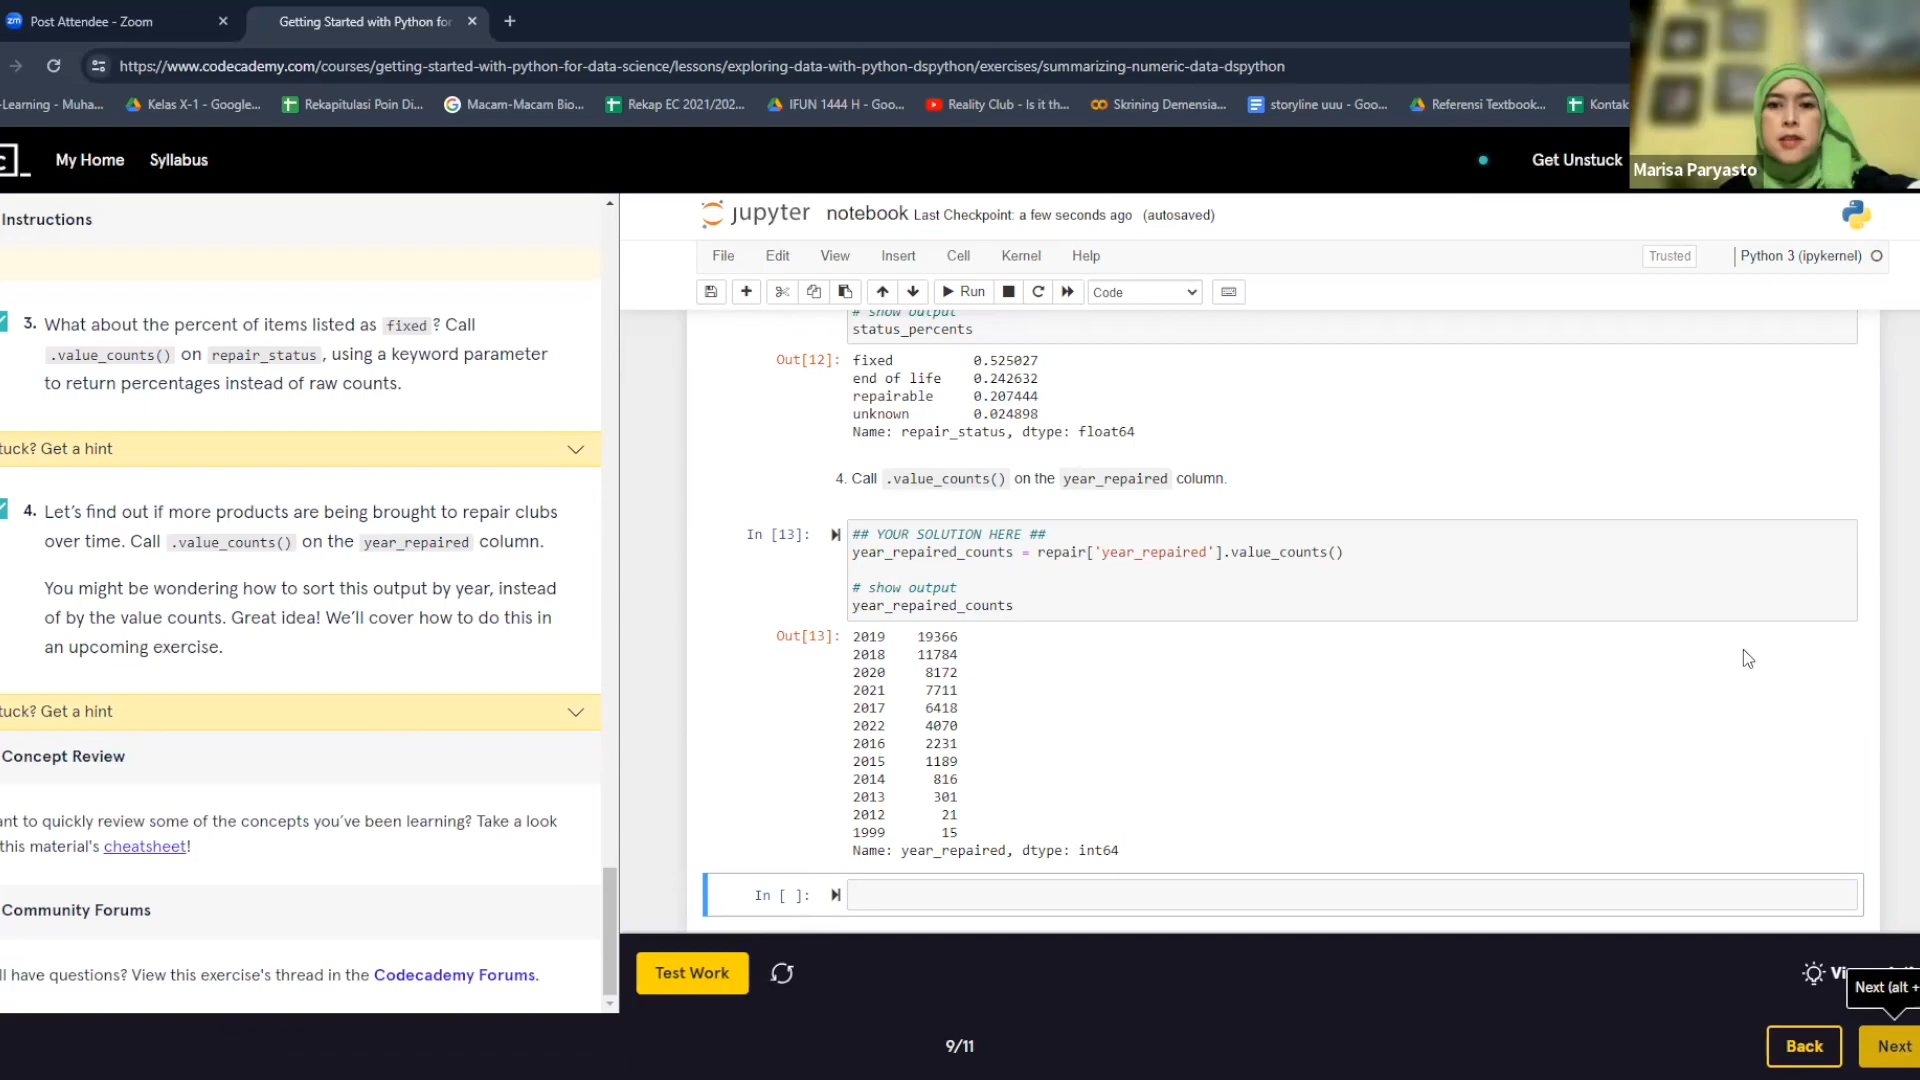 zm Post Attendee - Zoom
Getting Started with Python for
https://www.codecademy.com/courses/getting-started-with-python-for-data-science/lessons/exploring-data-with-python-dspython/exercises/summarizing-numeric-data-dspython
-Learning - Muha...
Kelas X-1 - Google...
Rekapitulasi Poin Di...
Macam-Macam Bio...
Rekap EC 2021/202...
IFUN 1444 H - Goo...
Reality Club - Is it th...
Skrining Demensia...
storyline uuu - Goo...
Referensi Textbook...
Kontak
Marisa Paryasto
My Home
Syllabus
Get Unstuck
Instructions
3. What about the percent of items listed as fixed? Call
.value_counts() on repair_status, using a keyword parameter
to return percentages instead of raw counts.
tuck? Get a hint
4. Let's find out if more products are being brought to repair clubs
over time. Call .value_counts() on the year_repaired column.
You might be wondering how to sort this output by year, instead
of by the value counts. Great idea! We'll cover how to do this in
an upcoming exercise.
tuck? Get a hint
Concept Review
ant to quickly review some of the concepts you've been learning? Take a look
this material's cheatsheet!
Community Forums
ll have questions? View this exercise's thread in the Codecademy Forums.
jupyter notebook Last Checkpoint: a few seconds ago (autosaved)
File Edit View Insert Cell Kernel Help
Trusted
Python 3 (ipykernel)
Run
Code
# show output
status_percents
Out[12]: fixed 0.525027
end of life 0.242632
repairable 0.207444
unknown 0.024898
Name: repair_status, dtype: float64
4. Call .value_counts() on the year_repaired column.
In [13]: ## YOUR SOLUTION HERE ##
year_repaired_counts = repair['year_repaired'].value_counts()
# show output
year_repaired_counts
Out[13]: 2019 19366
2018 11784
2020 8172
2021 7711
2017 6418
2022 4070
2016 2231
2015 1189
2014 816
2013 301
2012 21
1999 15
Name: year_repaired, dtype: int64
In [ ]:
Test Work
Next (alt +
9/11
Back
Next